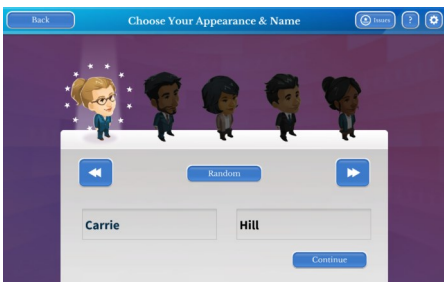 Back
Choose Your Appearance & Name
Issues
?
Random
Carrie
Hill
Continue